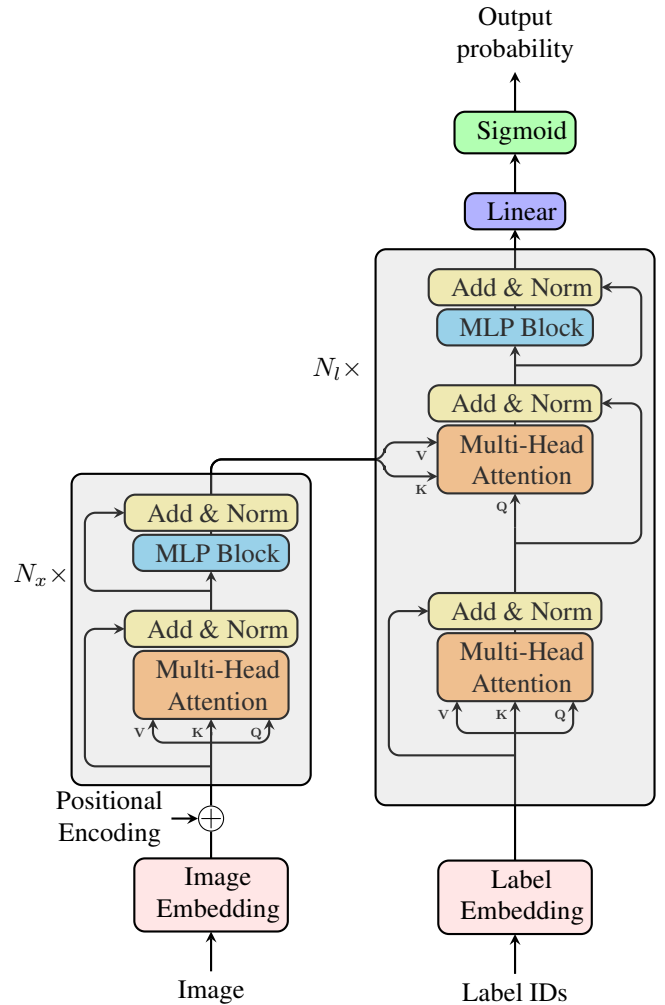 Output
probability
Sigmoid
Linear
Add & Norm
MLP Block
N_l ×
Add & Norm
Multi-Head
Attention
V
K
Q
Add & Norm
MLP Block
N_x ×
Add & Norm
Multi-Head
Attention
V
K
Q
Add & Norm
Multi-Head
Attention
V
K
Q
Positional
Encoding
Image
Embedding
Label
Embedding
Image
Label IDs